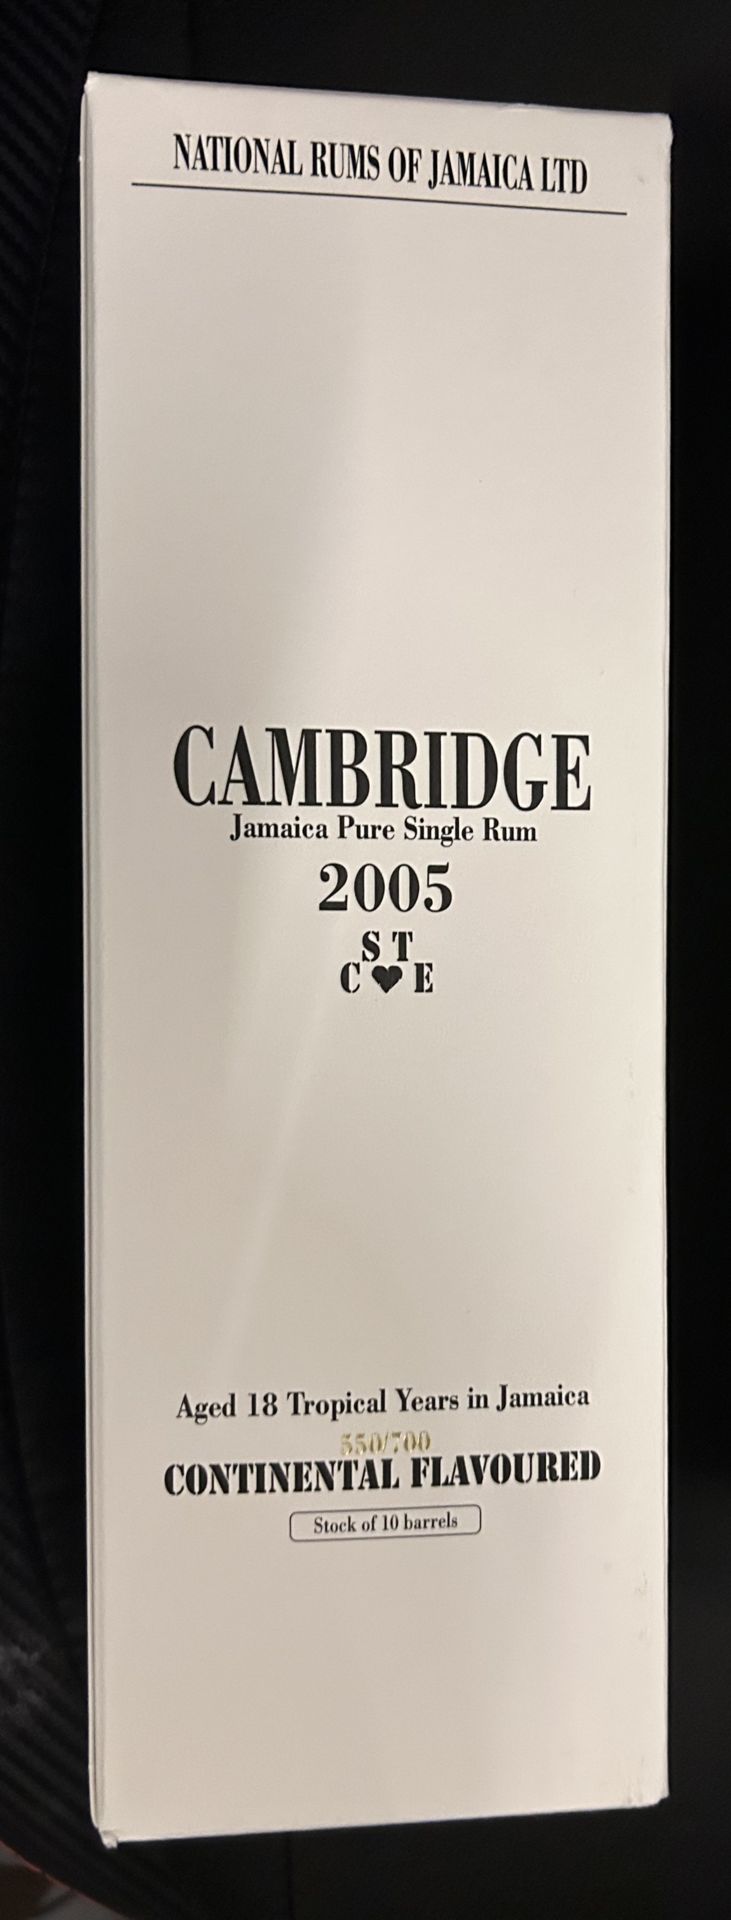 NATIONAL RUMS OF JAMAICA LTD
CAMBRIDGE
Jamaica Pure Single Rum
2005
S T
C♥E
Aged 18 Tropical Years in Jamaica
550/700
CONTINENTAL FLAVOURED
Stock of 10 barrels